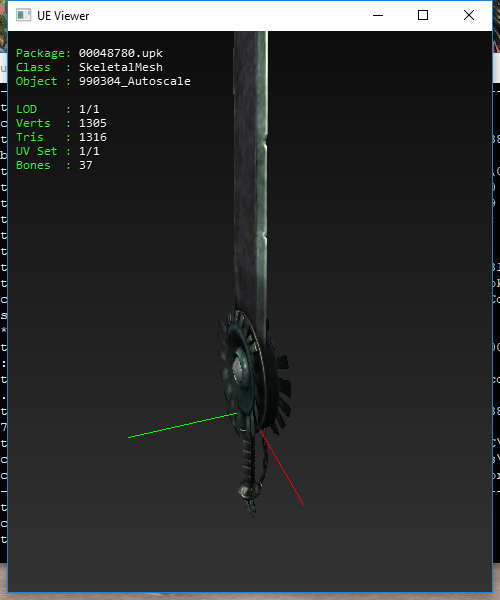 UE Viewer
Package: 00048780.upk
Class : SkeletalMesh
Object : 990304_Autoscale
LOD : 1/1
Verts : 1305
Tris : 1316
UV Set : 1/1
Bones : 37